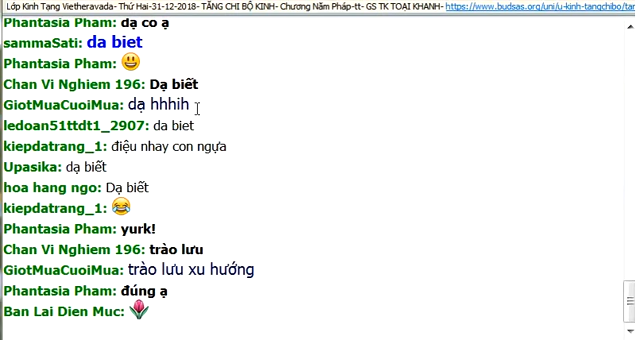 Lớp Kinh Tạng Vietheravada- Thứ Hai-31-12-2018- TĂNG CHI BỘ KINH- Chương Năm Pháp-tt- GS TK TOẠI KHANH- https://www.budsas.org/uni/u-kinh-tangchibo/tan
Phantasia Pham: dạ co ạ
sammaSati: da biet
Phantasia Pham: 😃
Chan Vi Nghiem 196: Dạ biết
GiotMuaCuoiMua: dạ hhhih
ledoan51ttdt1_2907: da biet
kiepdatrang_1: điệu nhay con ngựa
Upasika: dạ biết
hoa hang ngo: Dạ biết
kiepdatrang_1: 😂
Phantasia Pham: yurk!
Chan Vi Nghiem 196: trào lưu
GiotMuaCuoiMua: trào lưu xu hướng
Phantasia Pham: đúng ạ
Ban Lai Dien Muc: 🌷